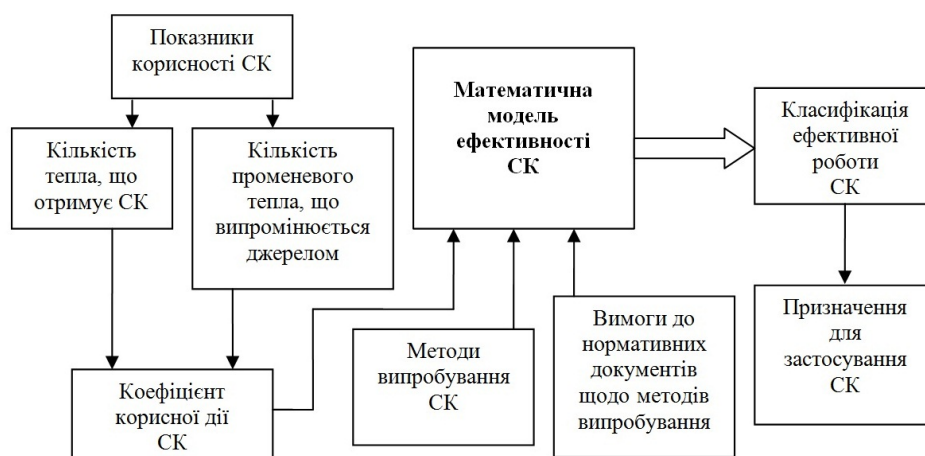 Показники
корисності СК
Кількість
тепла, що
отримує СК
Кількість
променевого
тепла, що
випромінюється
джерелом
Коефіцієнт
корисної дії
СК
Математична
модель
ефективності
СК
Методи
випробування
СК
Вимоги до
нормативних
документів
щодо методів
випробування
Класифікація
ефективної
роботи
СК
Призначення
для
застосування
СК